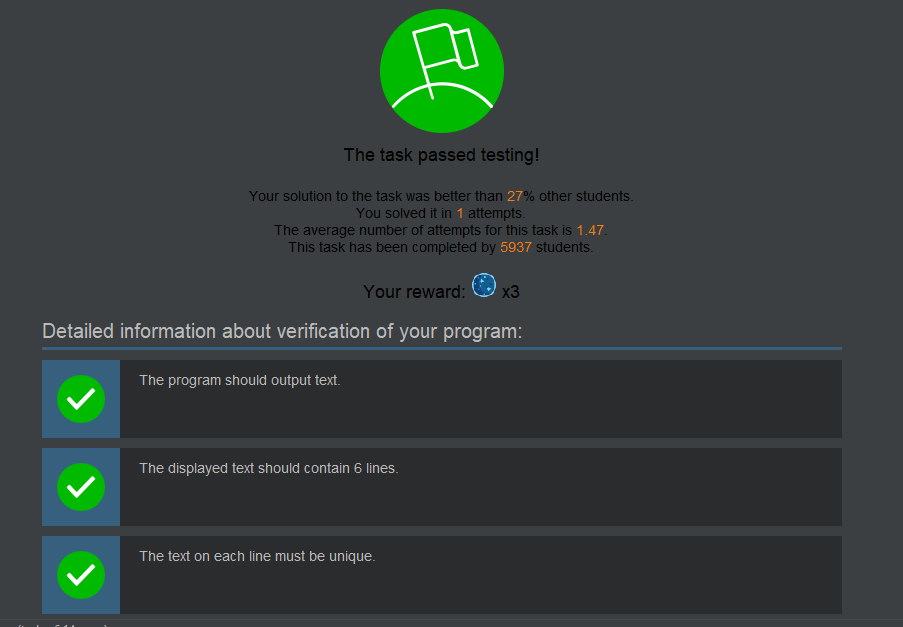 The task passed testing!
Your solution to the task was better than 27% other students.
You solved it in 1 attempts.
The average number of attempts for this task is 1.47.
This task has been completed by 5937 students.
Your reward: x3
Detailed information about verification of your program:
The program should output text.
The displayed text should contain 6 lines.
The text on each line must be unique.